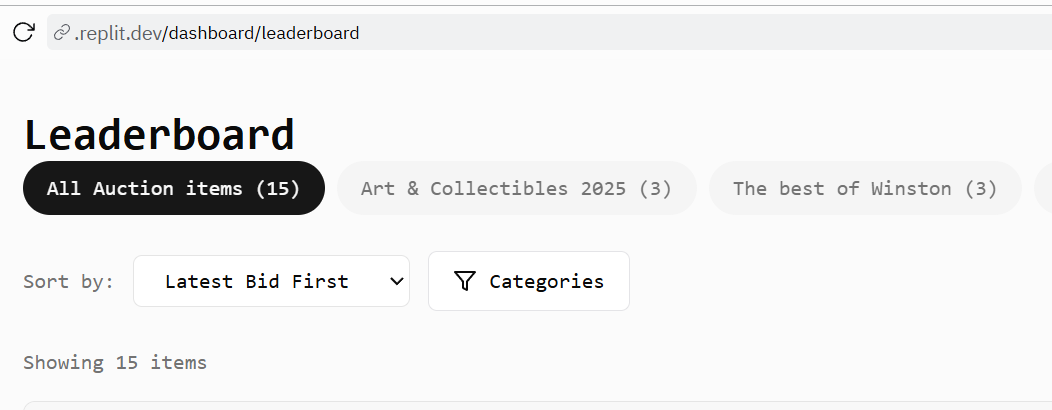 .replit.dev/dashboard/leaderboard
Leaderboard
All Auction items (15) Art & Collectibles 2025 (3) The best of Winston (3)
Sort by: Latest Bid First Categories
Showing 15 items